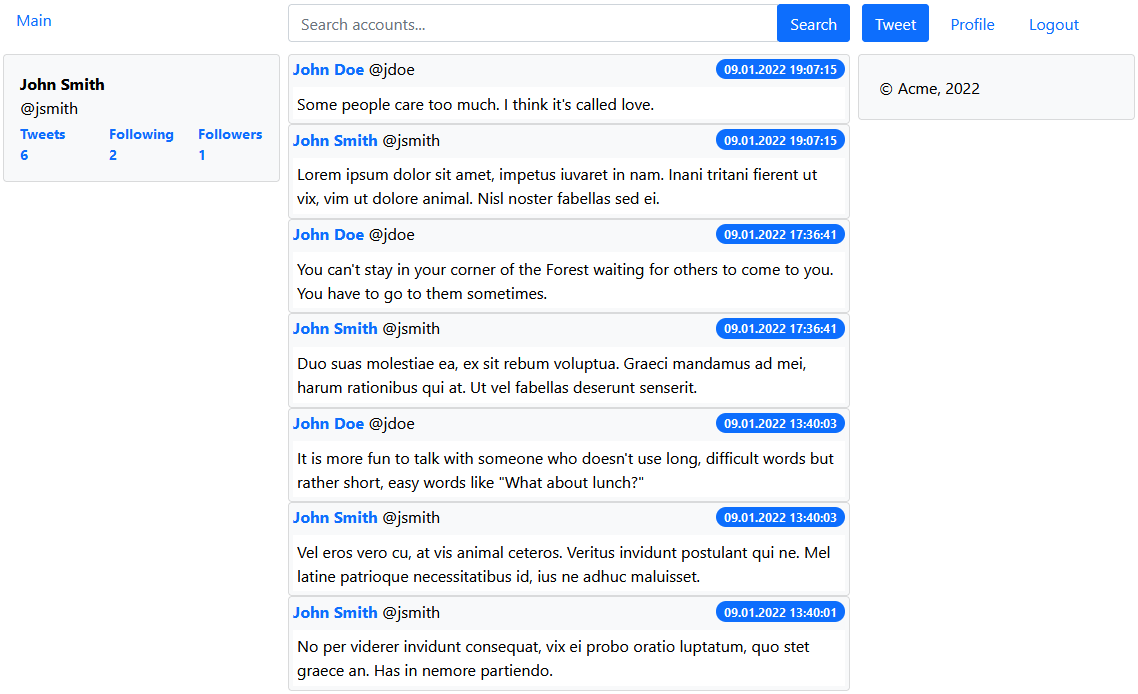 Main
Search accounts...
Search
Tweet
Profile
Logout
John Smith
@jsmith
Tweets
Following
Followers
6
2
1
John Doe @jdoe
09.01.2022 19:07:15
Some people care too much. I think it's called love.
John Smith @jsmith
09.01.2022 19:07:15
Lorem ipsum dolor sit amet, impetus iuvaret in nam. Inani tritani fierent ut
vix, vim ut dolore animal. Nisl noster fabellas sed ei.
John Doe @jdoe
09.01.2022 17:36:41
You can't stay in your corner of the Forest waiting for others to come to you.
You have to go to them sometimes.
John Smith @jsmith
09.01.2022 17:36:41
Duo suas molestiae ea, ex sit rebum voluptua. Graeci mandamus ad mei,
harum rationibus qui at. Ut vel fabellas deserunt senserit.
John Doe @jdoe
09.01.2022 13:40:03
It is more fun to talk with someone who doesn't use long, difficult words but
rather short, easy words like "What about lunch?"
John Smith @jsmith
09.01.2022 13:40:03
Vel eros vero cu, at vis animal ceteros. Veritus invidunt postulant qui ne. Mel
latine patrioque necessitatibus id, ius ne adhuc maluisset.
John Smith @jsmith
09.01.2022 13:40:01
No per viderer invidunt consequat, vix ei probo oratio luptatum, quo stet
graece an. Has in nemore partiendo.
© Acme, 2022